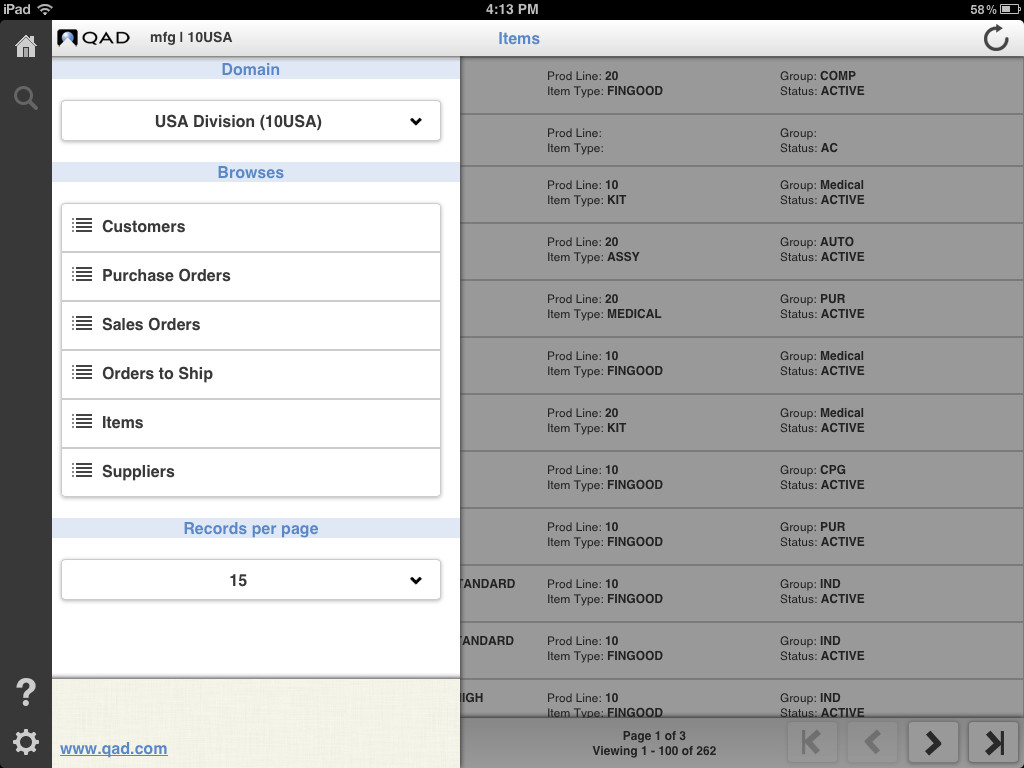 iPad 4:13 PM 58%
QAD mfg | 10USA Items
Domain
USA Division (10USA)
Browses
Customers
Purchase Orders
Sales Orders
Orders to Ship
Items
Suppliers
Records per page
15
www.qad.com
Prod Line: 20 Group: COMP
Item Type: FINGOOD Status: ACTIVE
Prod Line: Group:
Item Type: Status: AC
Prod Line: 10 Group: Medical
Item Type: KIT Status: ACTIVE
Prod Line: 20 Group: AUTO
Item Type: ASSY Status: ACTIVE
Prod Line: 20 Group: PUR
Item Type: MEDICAL Status: ACTIVE
Prod Line: 10 Group: Medical
Item Type: FINGOOD Status: ACTIVE
Prod Line: 20 Group: Medical
Item Type: KIT Status: ACTIVE
Prod Line: 10 Group: CPG
Item Type: FINGOOD Status: ACTIVE
Prod Line: 10 Group: PUR
Item Type: FINGOOD Status: ACTIVE
TANDARD Prod Line: 10 Group: IND
Item Type: FINGOOD Status: ACTIVE
TANDARD Prod Line: 10 Group: IND
Item Type: FINGOOD Status: ACTIVE
IGH Prod Line: 10 Group: IND
Item Type: FINGOOD Status: ACTIVE
Page 1 of 3
Viewing 1 - 100 of 262